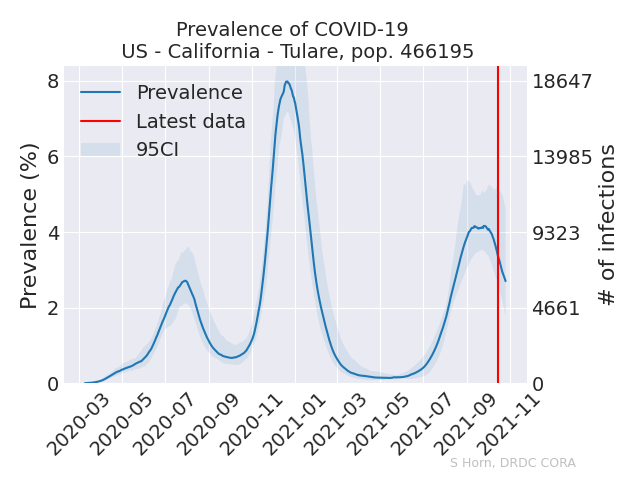 Prevalence of COVID-19
US - California - Tulare, pop. 466195
Prevalence (%)
8
6
4
2
0
Prevalence
Latest data
95CI
18647
13985
9323
4661
0
# of infections
2020-03
2020-05
2020-07
2020-09
2020-11
2021-01
2021-03
2021-05
2021-07
2021-09
2021-11
S Horn, DRDC CORA